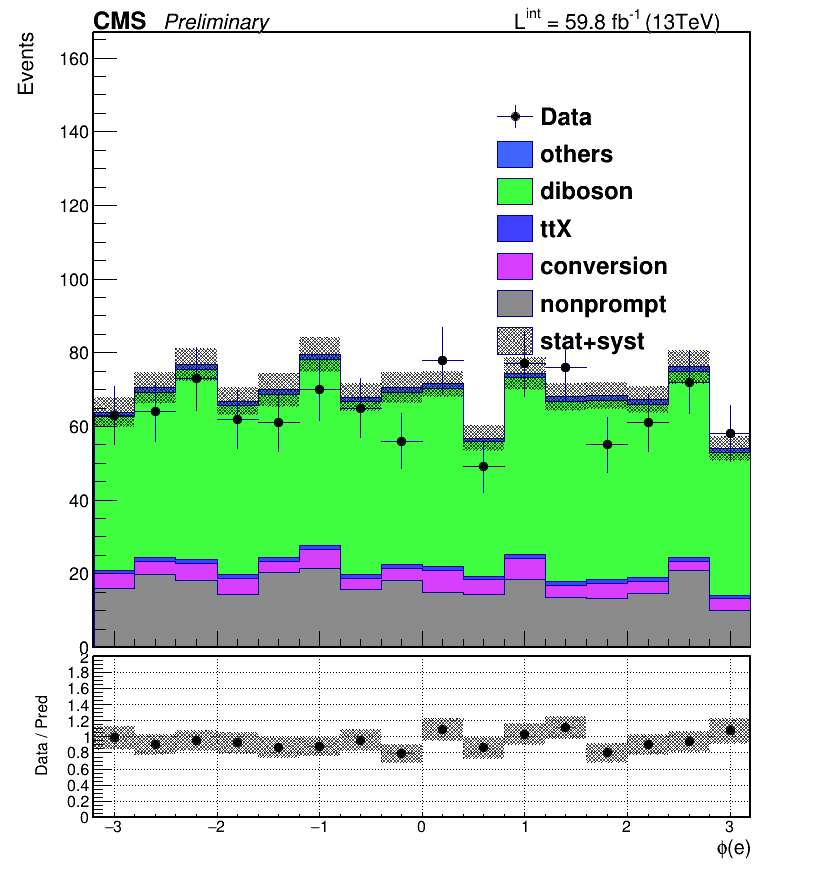 CMS Preliminary L^int = 59.8 fb^-1 (13TeV)
Events
160
140
120
100
80
60
40
20
0
Data
others
diboson
ttX
conversion
nonprompt
stat+syst
Data / Pred
2
1.8
1.6
1.4
1.2
1
0.8
0.6
0.4
0.2
0
−3 −2 −1 0 1 2 3
ϕ(e)